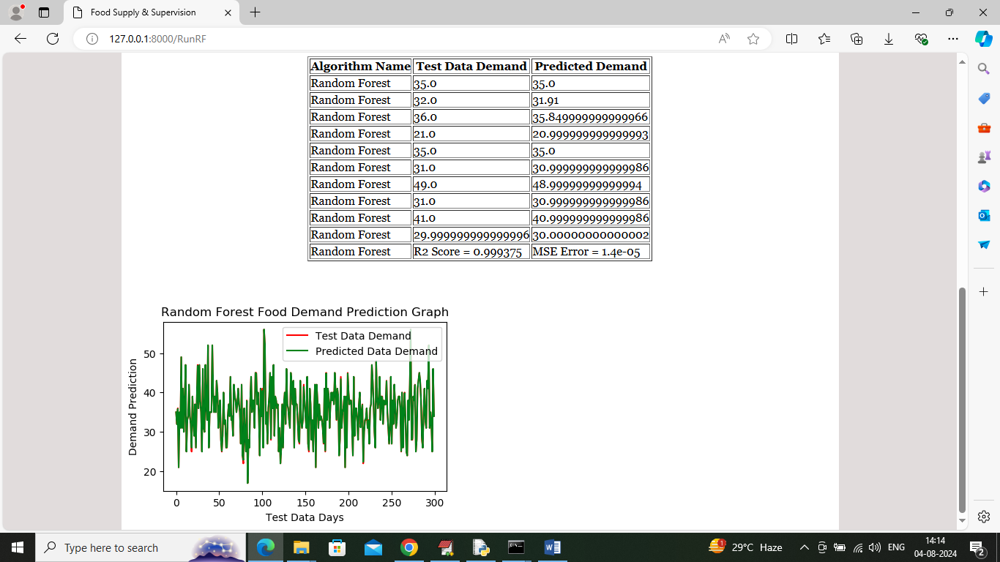 Food Supply & Supervision
127.0.0.1:8000/RunRF
Algorithm Name Test Data Demand Predicted Demand
Random Forest 35.0 35.0
Random Forest 32.0 31.91
Random Forest 36.0 35.849999999999966
Random Forest 21.0 20.999999999999993
Random Forest 35.0 35.0
Random Forest 31.0 30.999999999999986
Random Forest 49.0 48.99999999999994
Random Forest 31.0 30.999999999999986
Random Forest 41.0 40.999999999999986
Random Forest 29.999999999999996 30.00000000000002
Random Forest R2 Score = 0.999375 MSE Error = 1.4e-05
Random Forest Food Demand Prediction Graph
Test Data Demand
Predicted Data Demand
Demand Prediction
50
40
30
20
0 50 100 150 200 250 300
Test Data Days
Type here to search
1
29°C Haze
ENG
14:14
04-08-2024
2